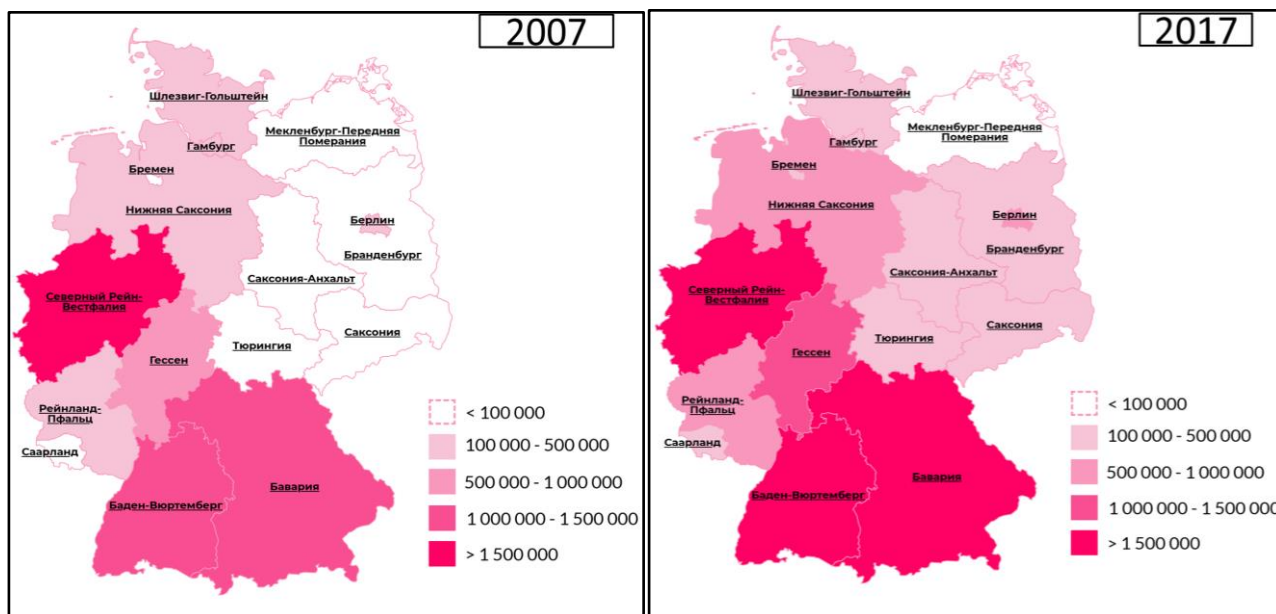 2007
Шлезвиг-Гольштейн
Мекленбург-Передняя
Померания
Гамбург
Бремен
Нижняя Саксония
Берлин
Бранденбург
Саксония-Анхальт
Северный Рейн-
Вестфалия
Саксония
Тюрингия
Гессен
Рейнланд-
Пфальц
Саарланд
Бавария
Баден-Вюртемберг
< 100 000
100 000 - 500 000
500 000 - 1 000 000
1 000 000 - 1 500 000
> 1 500 000
2017
Шлезвиг-Гольштейн
Мекленбург-Передняя
Померания
Гамбург
Бремен
Нижняя Саксония
Берлин
Бранденбург
Саксония-Анхальт
Северный Рейн-
Вестфалия
Саксония
Тюрингия
Гессен
Рейнланд-
Пфальц
Саарланд
Бавария
Баден-Вюртемберг
< 100 000
100 000 - 500 000
500 000 - 1 000 000
1 000 000 - 1 500 000
> 1 500 000